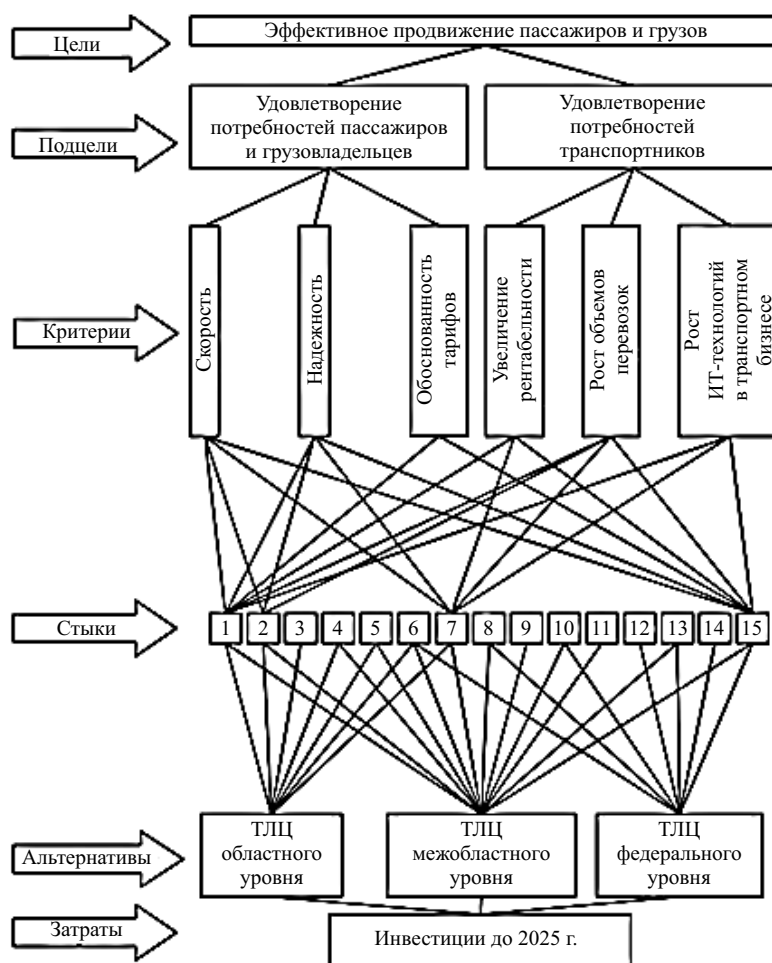 Цели
Эффективное продвижение пассажиров и грузов
Подцели
Удовлетворение
потребностей пассажиров
и грузовладельцев
Удовлетворение
потребностей
транспортников
Критерии
Скорость
Надежность
Обоснованность
тарифов
Увеличение
рентабельности
Рост объемов
перевозок
Рост
ИТ-технологий
в транспортном
бизнесе
Стыки
1 2 3 4 5 6 7 8 9 10 11 12 13 14 15
Альтернативы
ТЛЦ
областного
уровня
ТЛЦ
межобластного
уровня
ТЛЦ
федерального
уровня
Затраты
Инвестиции до 2025 г.